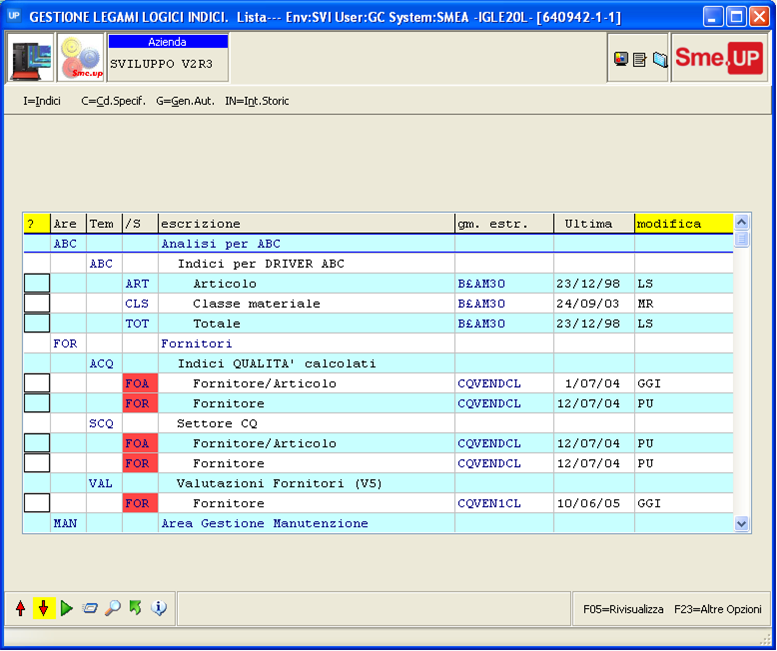 UP GESTIONE LEGAMI LOGICI INDICI. Lista--- Env:SVI User:GC System:SMEA -IGLE20L- [640942-1-1]
Sme.up
Azienda
SVILUPPO V2R3
Sme.UP
I=Indici C=Cd.Specif. G=Gen.Aut. IN=Int.Storic
? Are Tem /S escrizione gm. estr. Ultima modifica
ABC Analisi per ABC
ABC Indici per DRIVER ABC
ART Articolo B£AM30 23/12/98 LS
CLS Classe materiale B£AM30 24/09/03 MR
TOT Totale B£AM30 23/12/98 LS
FOR Fornitori
ACQ Indici QUALITA' calcolati
FOA Fornitore/Articolo CQVENDCL 1/07/04 GGI
FOR Fornitore CQVENDCL 12/07/04 PU
SCQ Settore CQ
FOA Fornitore/Articolo CQVENDCL 12/07/04 PU
FOR Fornitore CQVENDCL 12/07/04 PU
VAL Valutazioni Fornitori (V5)
FOR Fornitore CQVEN1CL 10/06/05 GGI
MAN Area Gestione Manutenzione
F05=Rivisualizza F23=Altre Opzioni